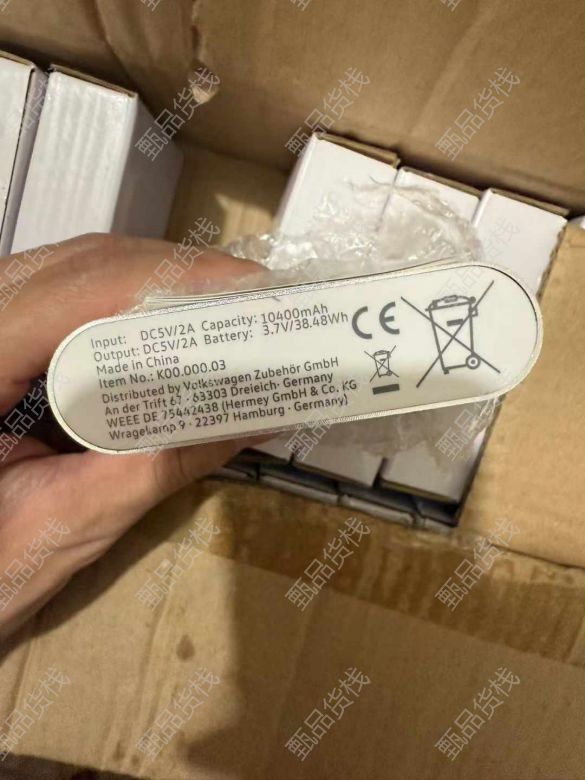 Input: DC5V/2A Capacity: 10400mAh
Output: DC5V/2A Battery: 3.7V/38.48Wh
Made in China
Item No.: K00.000.03
Distributed by Volkswagen Zubehör GmbH
An der Trift 67 · 63303 Dreieich· Germany
WEEE DE 75442438 (Hermey GmbH & Co. KG
Wragekamp 9 · 22397 Hamburg · Germany)
CE
甄品货栈